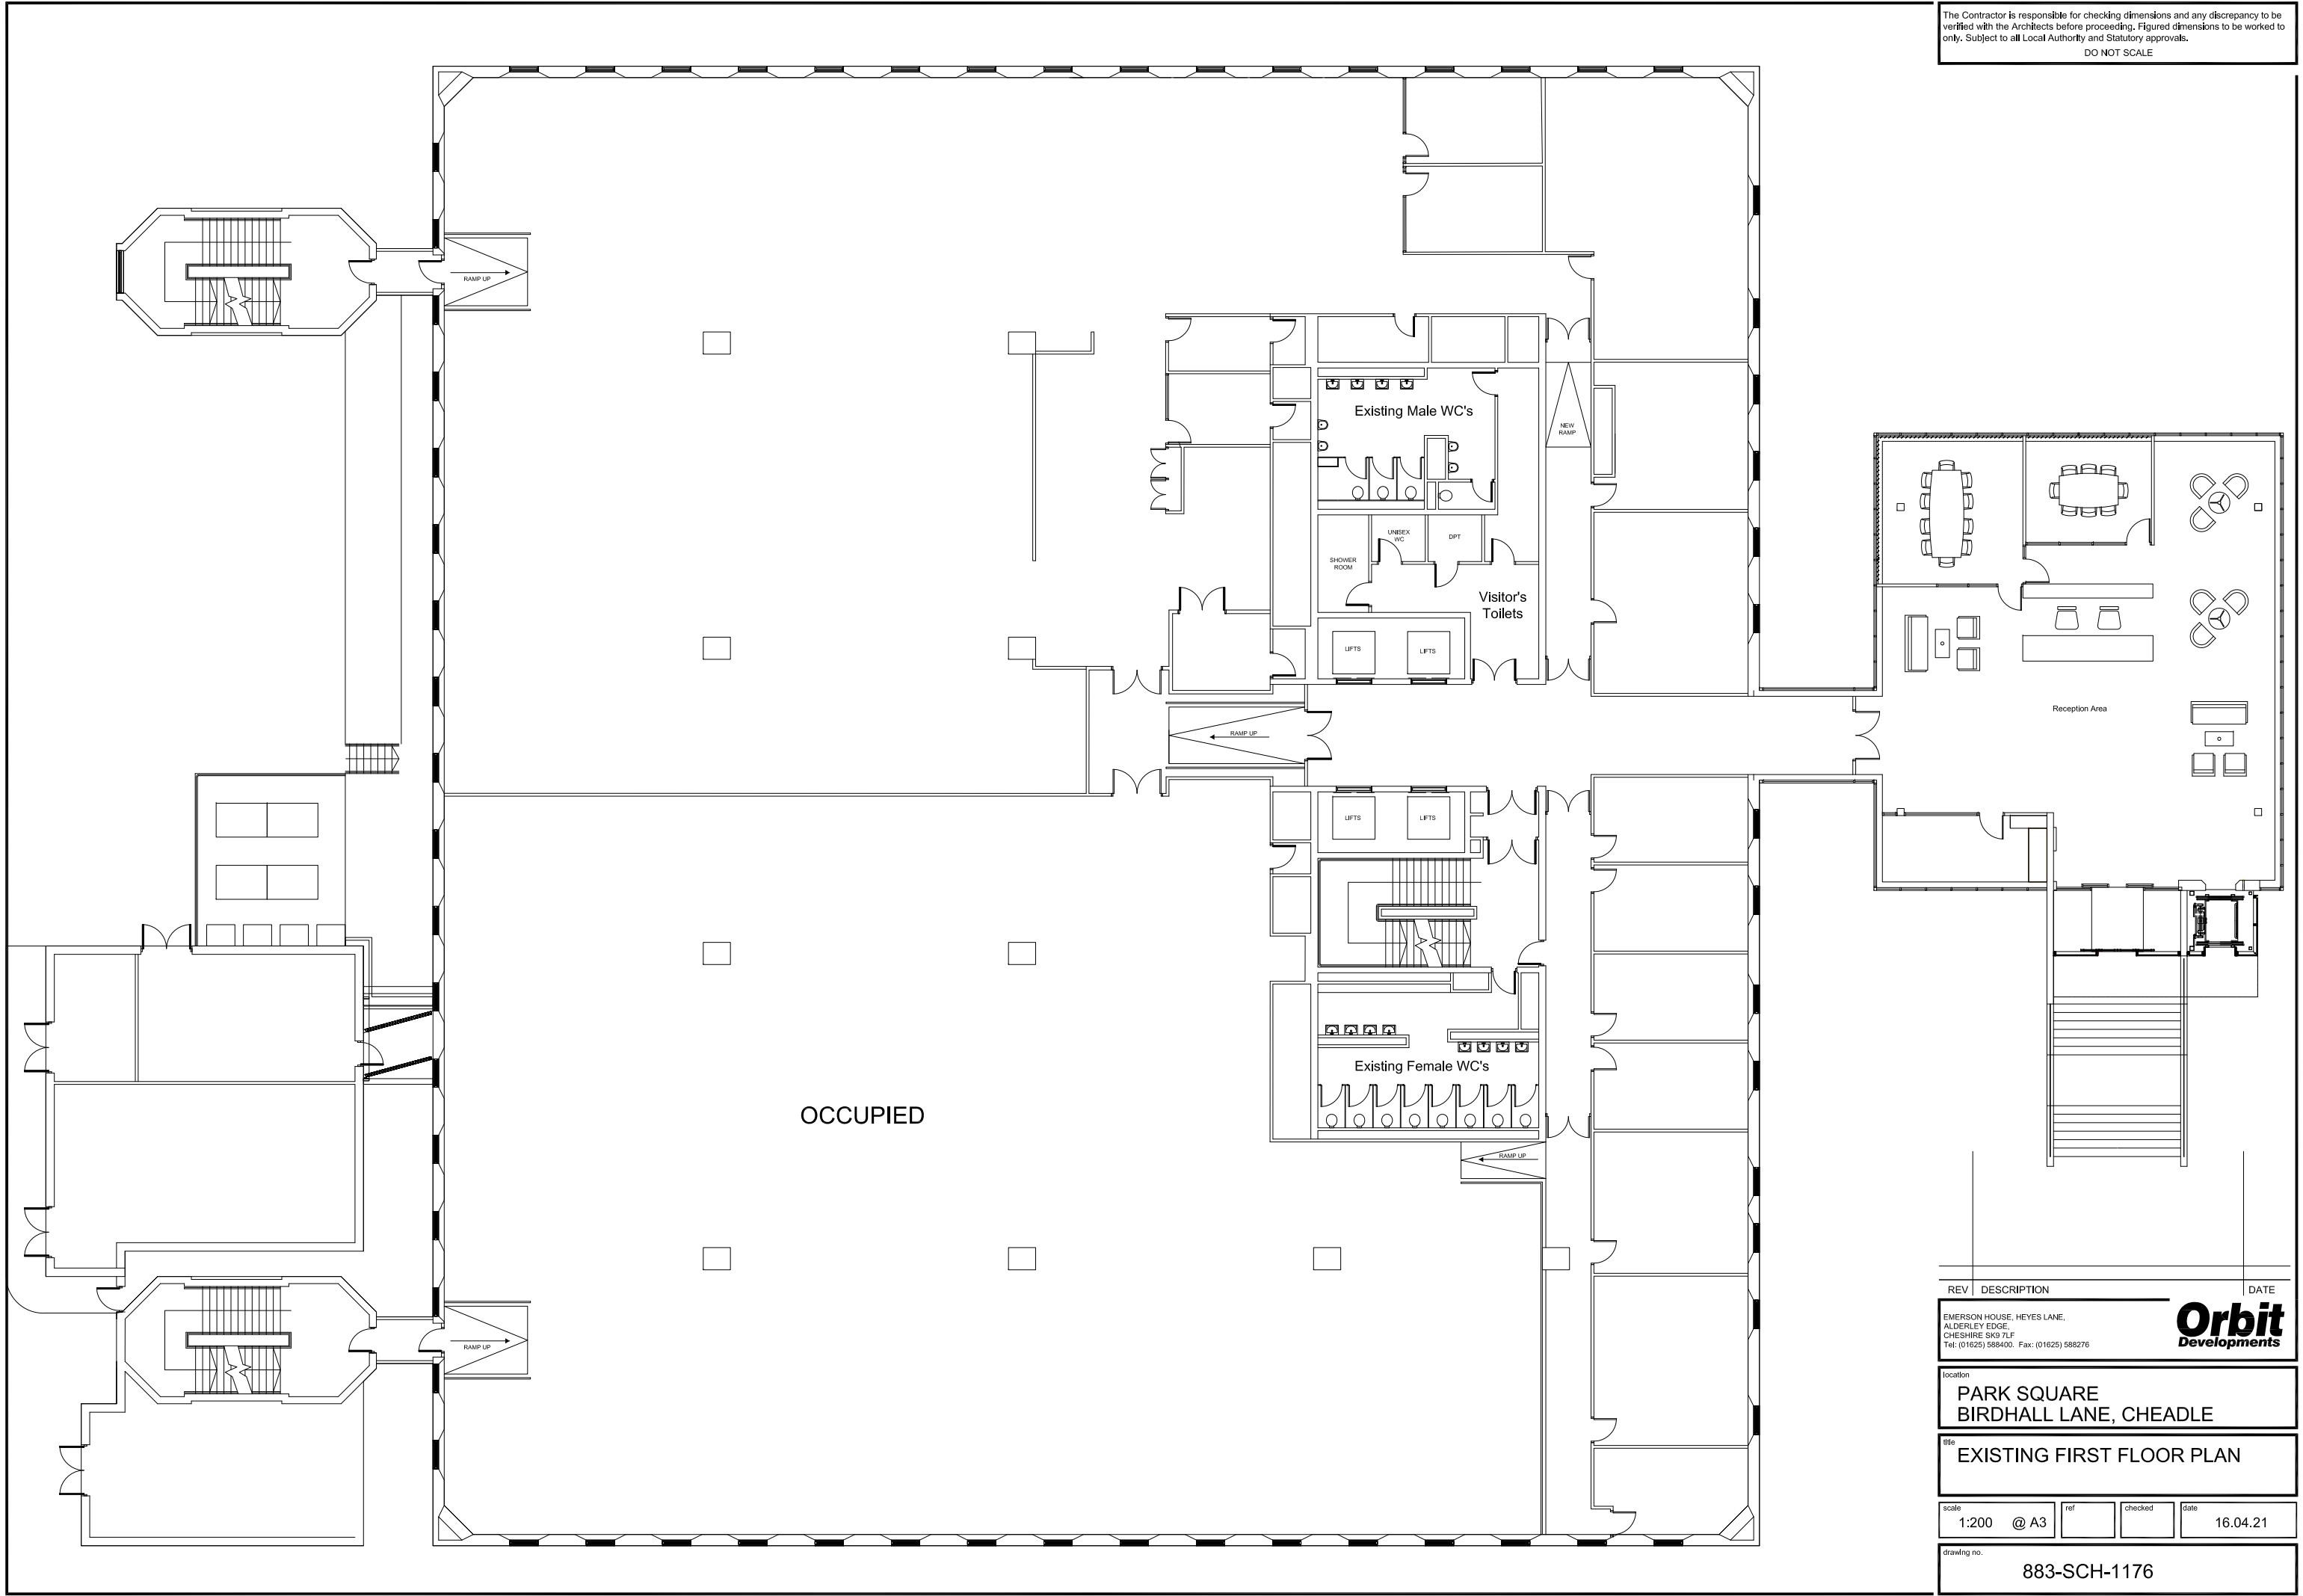 The Contractor is responsible for checking dimensions and any discrepancy to be
verified with the Architects before proceeding. Figured dimensions to be worked to
only. Subject to all Local Authority and Statutory approvals.
DO NOT SCALE
RAMP UP
Existing Male WC's
NEW
RAMP
UNISEX
WC
DPT
SHOWER
ROOM
Visitor's
Toilets
LIFTS
LIFTS
RAMP UP
Reception Area
LIFTS
LIFTS
Existing Female WC's
OCCUPIED
RAMP UP
RAMP UP
REV
DESCRIPTION
DATE
EMERSON HOUSE, HEYES LANE,
ALDERLEY EDGE,
CHESHIRE SK9 7LF
Tel: (01625) 588400. Fax: (01625) 588276
Orbit
Developments
location
PARK SQUARE
BIRDHALL LANE, CHEADLE
title
EXISTING FIRST FLOOR PLAN
scale
1:200 @ A3
ref
checked
date
16.04.21
drawing no.
883-SCH-1176